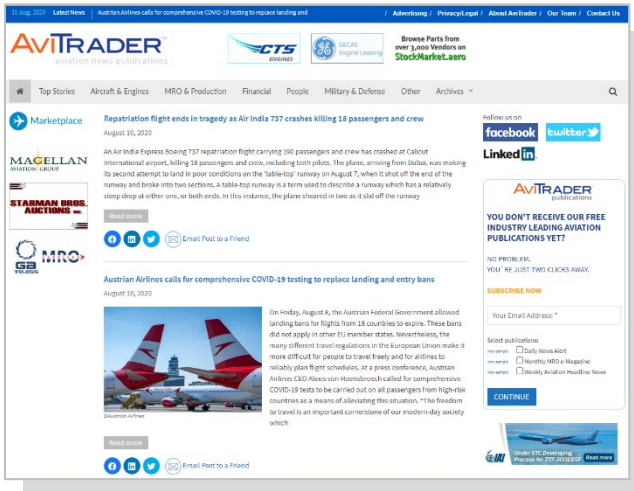 11 Aug, 2020 Latest News Austrian Airlines calls for comprehensive COVID-19 testing to replace landing and / Advertising / Privacy/Legal / About AviTrader / Our Team / Contact Us
AVITRADER™
aviation news publications
CTS
ENGINES
GECAS
Engine Leasing
Browse Parts from
over 3,000 Vendors on
StockMarket.aero
Top Stories Aircraft & Engines MRO & Production Financial People Military & Defense Other Archives
Marketplace
MAGELLAN
AVIATION GROUP
STARMAN BROS.
AUCTIONS INC.
GA
TELESIS
MRO
Repatriation flight ends in tragedy as Air India 737 crashes killing 18 passengers and crew
August 10, 2020
An Air India Express Boeing 737 repatriation flight carrying 190 passengers and crew has crashed at Calicut
International airport, killing 18 passengers and crew, including both pilots. The plane, arriving from Dubai, was making
its second attempt to land in poor conditions on the 'table-top' runway on August 7, when it shot off the end of the
runway and broke into two sections. A table-top runway is a term used to describe a runway which has a relatively
steep drop at either one, or both ends. In this instance, the plane sheared in two as it slid off the runway
Read more
Email Post to a Friend
Austrian Airlines calls for comprehensive COVID-19 testing to replace landing and entry bans
August 10, 2020
On Friday, August 8, the Austrian Federal Government allowed
landing bans for flights from 18 countries to expire. These bans
did not apply in other EU member states. Nevertheless, the
many different travel regulations in the European Union make it
more difficult for people to travel freely and for airlines to
reliably plan flight schedules. At a press conference, Austrian
Airlines CEO Alexis von Hoensbroech called for comprehensive
COVID-19 tests to be carried out on all passengers from high-risk
countries as a means of alleviating this situation. "The freedom
to travel is an important cornerstone of our modern-day society
which
©Austrian Airlines
Read more
Email Post to a Friend
Follow us on
facebook
twitter
Linked in
AVITRADER
publications
YOU DON'T RECEIVE OUR FREE
INDUSTRY LEADING AVIATION
PUBLICATIONS YET?
NO PROBLEM.
YOU'RE JUST TWO CLICKS AWAY.
SUBSCRIBE NOW
Your Email Address: *
Select publications:
Daily News Alert
Monthly MRO e-Magazine
Weekly Aviation Headline News
CONTINUE
IAI
Under STC Developing
Process for 777-300ERSF
Read more